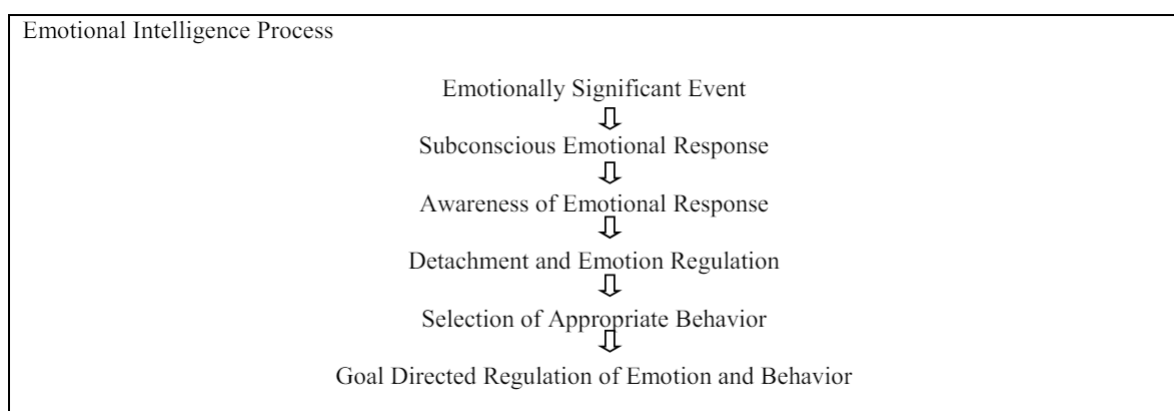 Emotional Intelligence Process
Emotionally Significant Event
Subconscious Emotional Response
Awareness of Emotional Response
Detachment and Emotion Regulation
Selection of Appropriate Behavior
Goal Directed Regulation of Emotion and Behavior